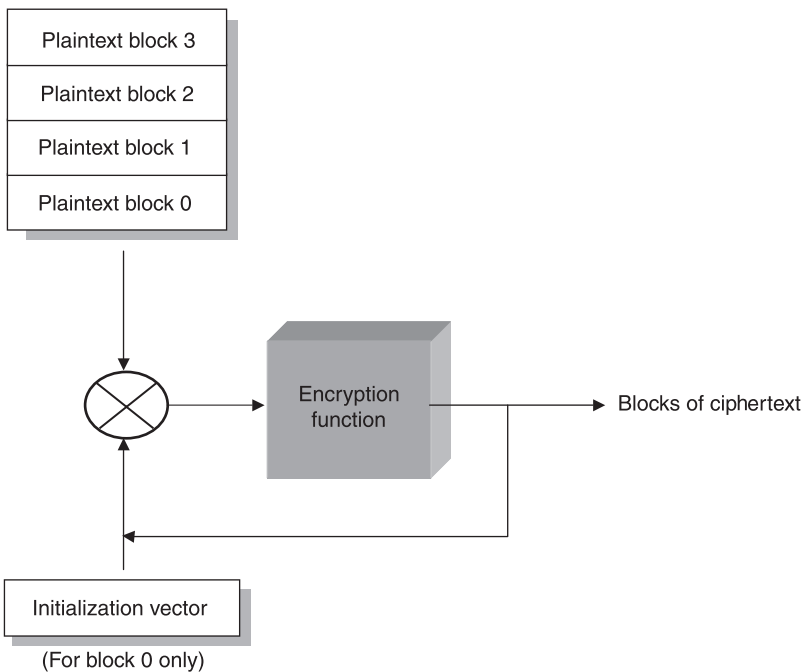 Plaintext block 3
Plaintext block 2
Plaintext block 1
Plaintext block 0
Encryption
function
Blocks of ciphertext
Initialization vector
(For block 0 only)